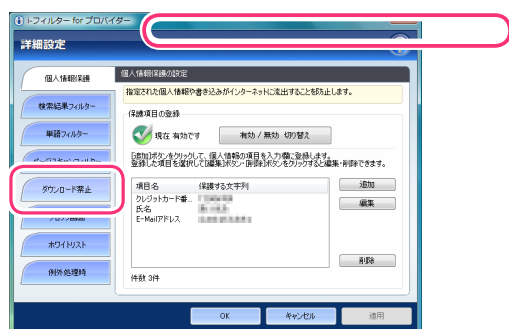 i-フィルター for プロバイダー
詳細設定
個人情報保護
検索結果フィルター
単語フィルター
ダウンロード禁止
ホワイトリスト
例外処理時
個人情報保護の設定
指定された個人情報や書き込みがインターネットに流出することを防止します。
保護項目の登録
現在 有効です
有効 / 無効 切り替え
[追加]ボタンをクリックして、個人情報の項目を入力欄に登録します。
登録した項目を選択して[編集]ボタン・[削除]ボタンをクリックすると編集・削除できます。
項目名 保護する文字列
クレジットカード番...
氏名
E-Mailアドレス
追加
編集
削除
件数 3件
OK
キャンセル
適用